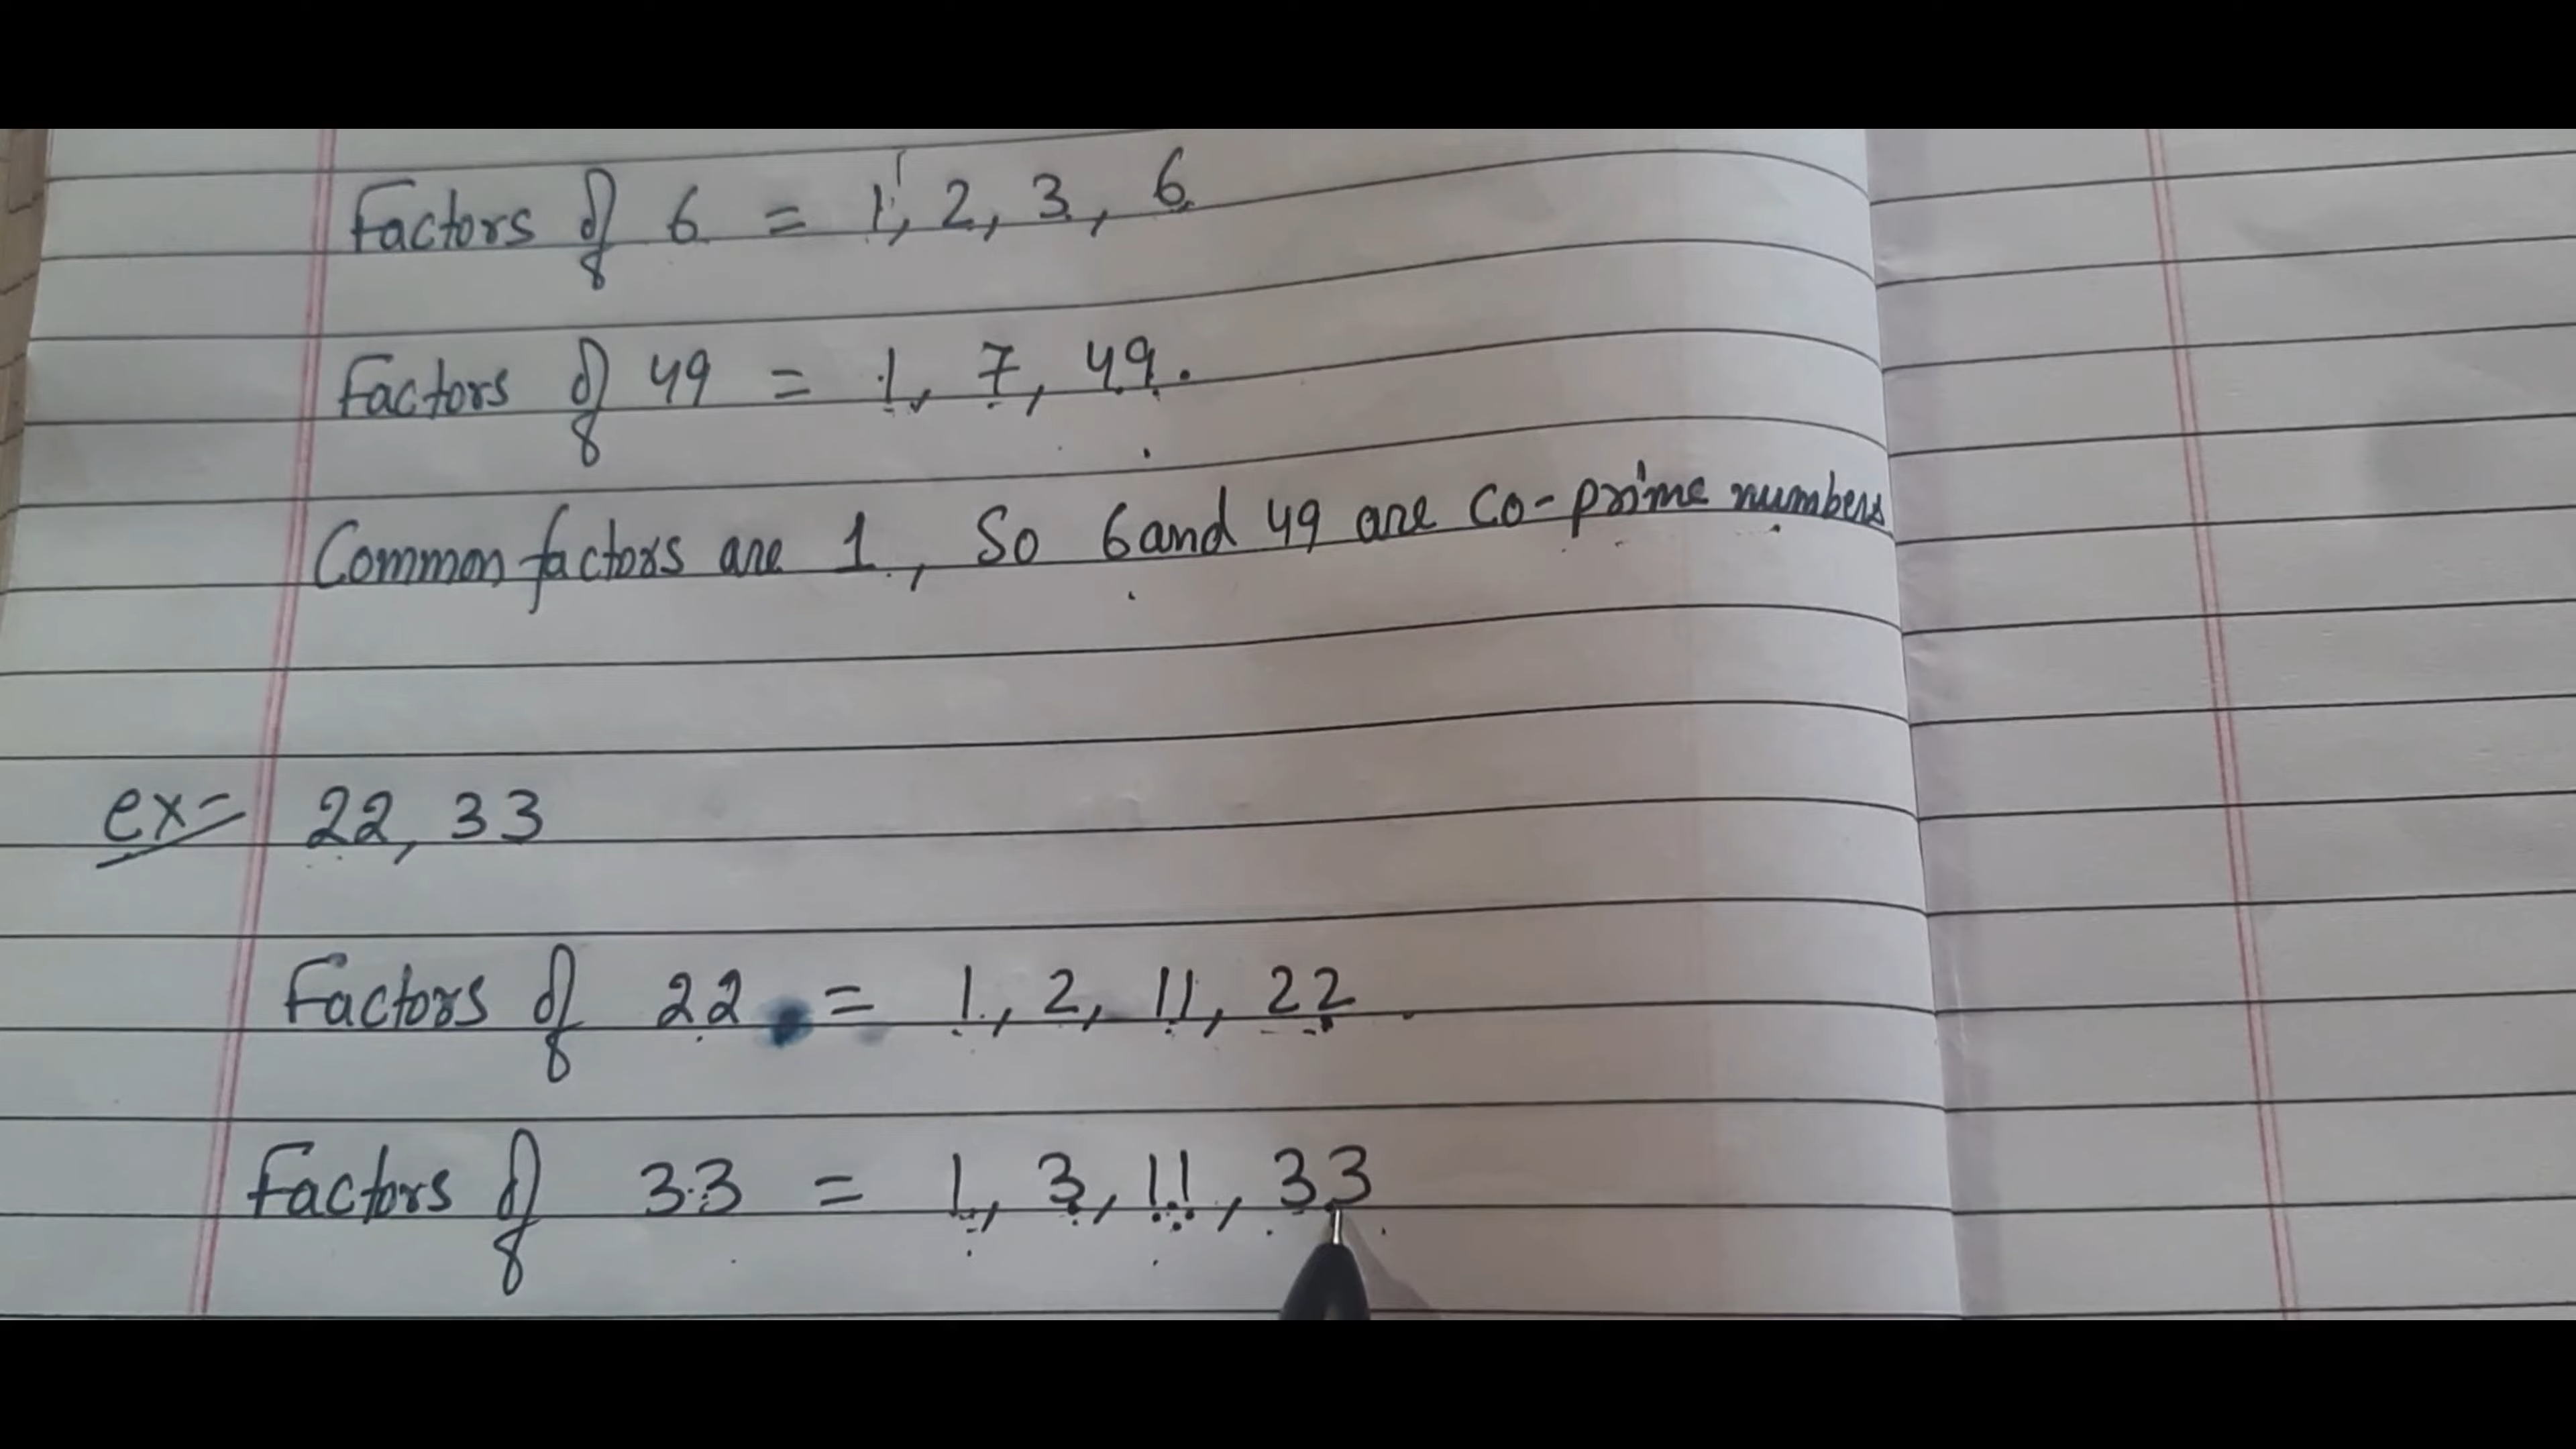 Factors of 6 = 1, 2, 3, 6
Factors of 49 = 1, 7, 49.
Common factors are 1, So 6 and 49 are Co-prime numbers
ex= 22, 33
Factors of 22 = 1, 2, 11, 22
Factors of 33 = 1, 3, 11, 33